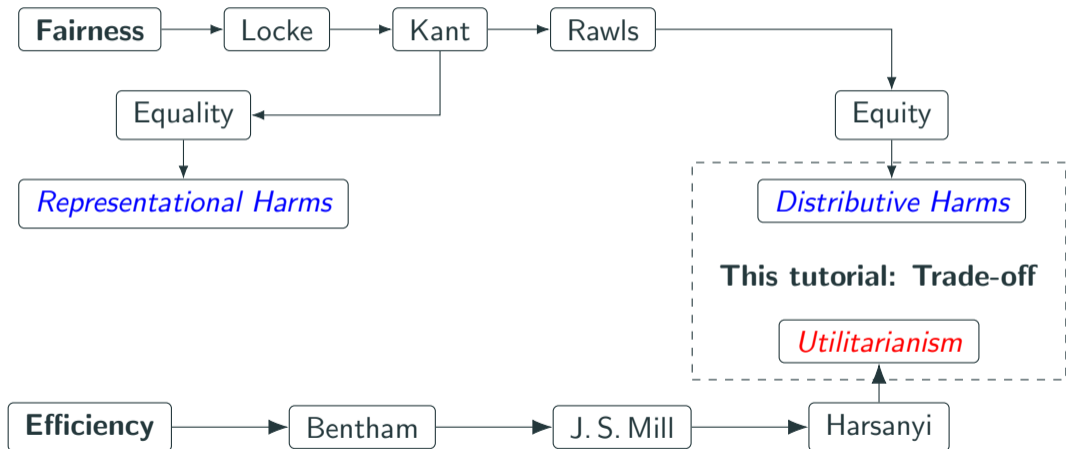 Fairness
Locke
Kant
Rawls
Equality
Equity
Representational Harms
Distributive Harms
This tutorial: Trade-off
Utilitarianism
Efficiency
Bentham
J. S. Mill
Harsanyi